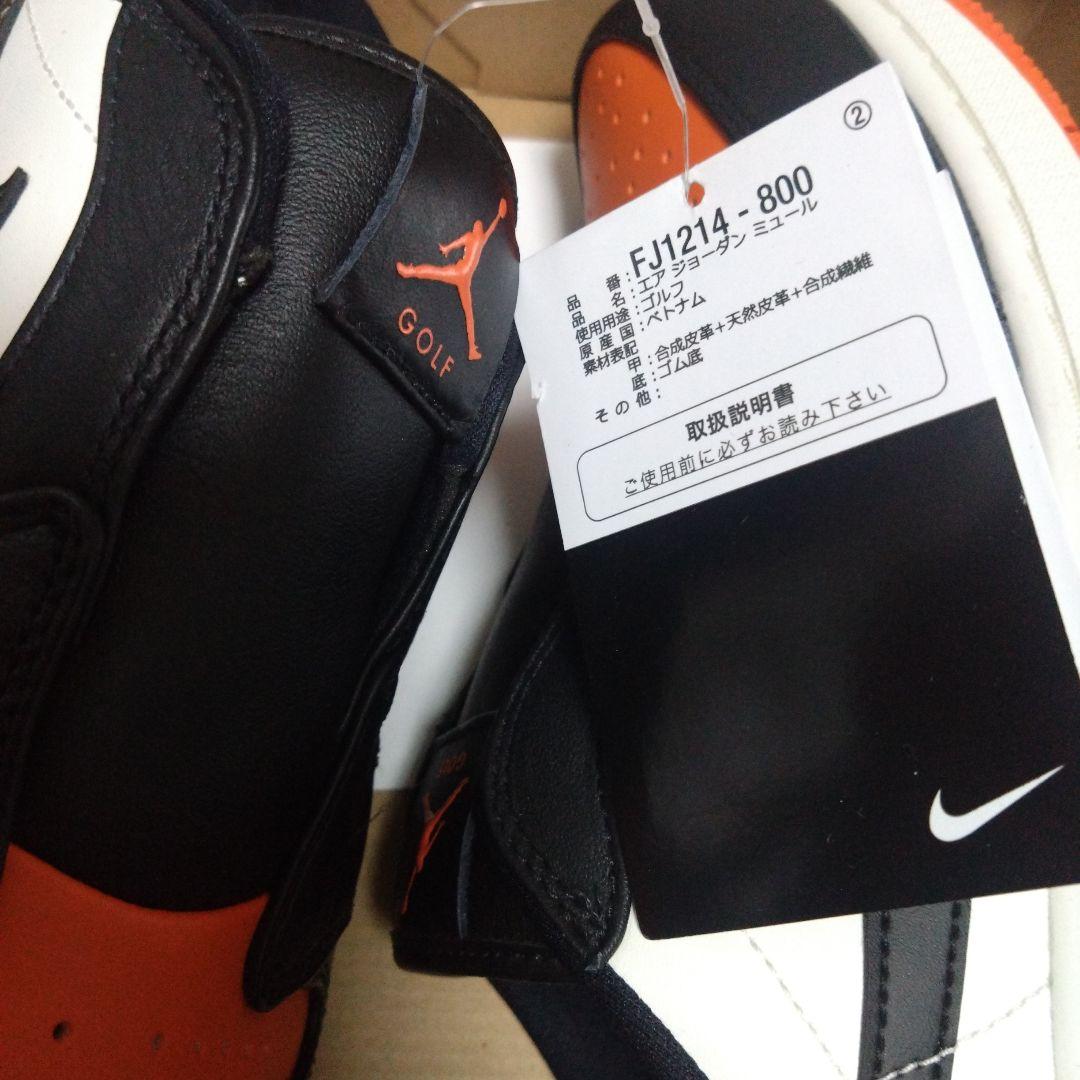 ②
品番：FJ1214 - 800
品名：エア ジョーダン ミュール
使用用途：ゴルフ
原産国：ベトナム
素材表記
甲：合成皮革+天然皮革+合成繊維
底：ゴム底
その他：
取扱説明書
ご使用前に必ずお読み下さい
GOLF
GOLF